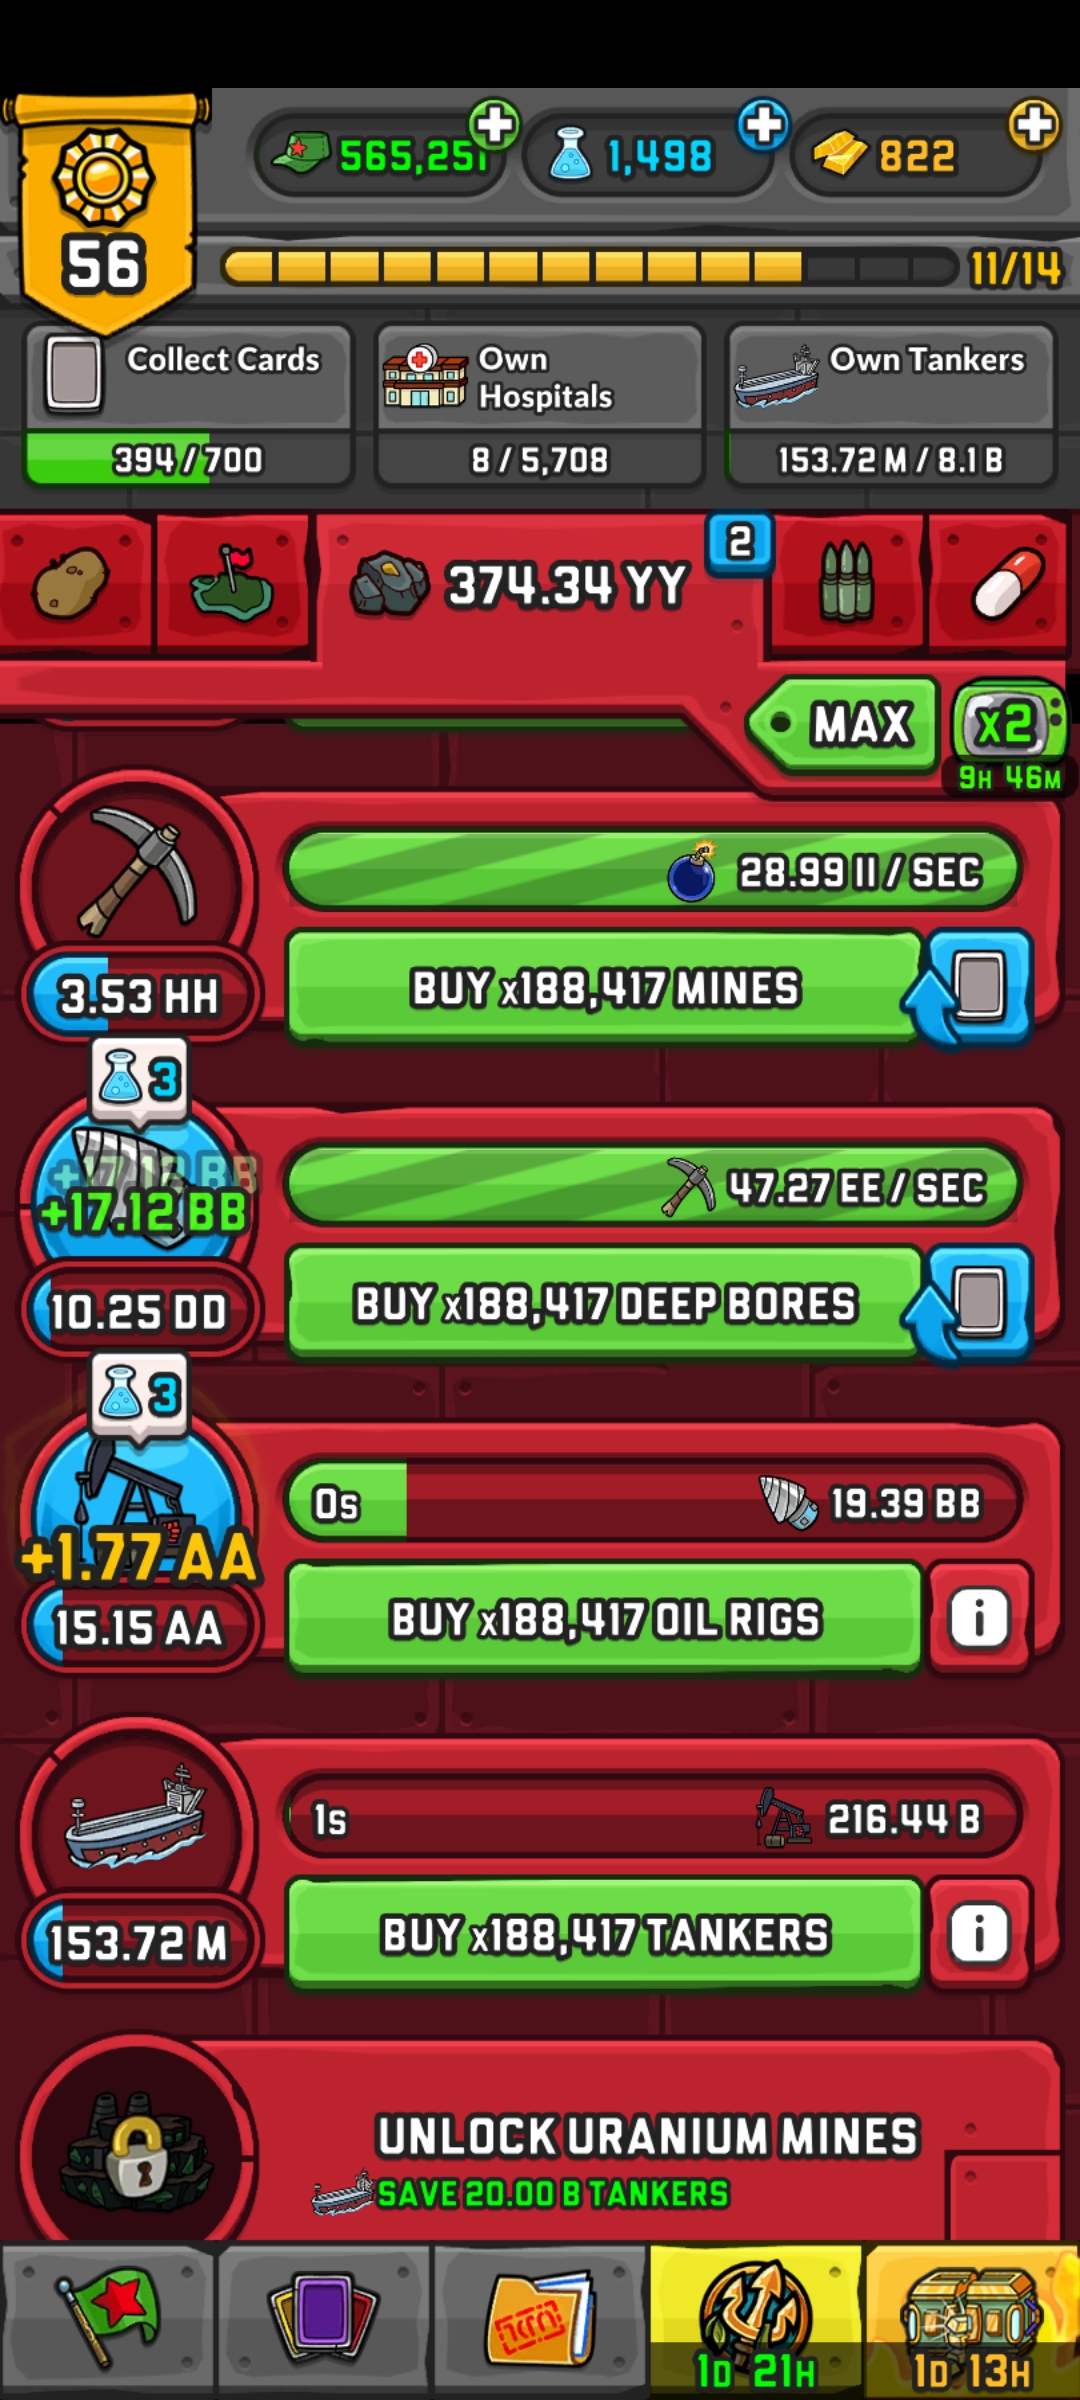 565,251
1,498
822
56
11/14
Collect Cards
394/700
Own
Hospitals
8/5,708
Own Tankers
153.72 M/8.1 B
374.34 YY
2
MAX
x2
9H 46M
28.99 II/SEC
3.53 HH
BUY x188,417 MINES
3
+17.12 BB
+17.12 BB
47.27 EE/SEC
10.25 DD
BUY x188,417 DEEP BORES
3
+1.77 AA
0s
19.39 BB
15.15 AA
BUY x188,417 OIL RIGS
i
1s
216.44 B
153.72 M
BUY x188,417 TANKERS
i
UNLOCK URANIUM MINES
SAVE 20.00 B TANKERS
1D 21H
1D 13H